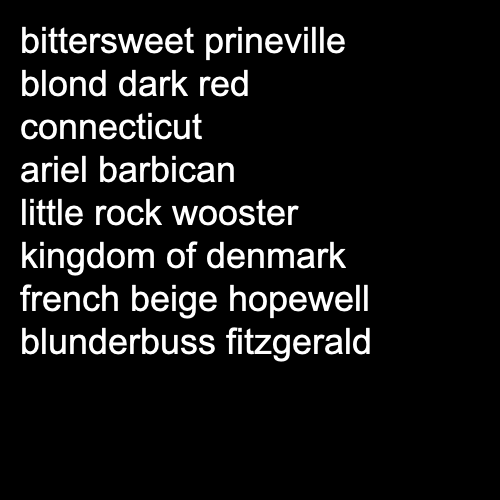 bittersweet prineville
blond dark red
connecticut
ariel barbican
little rock wooster
kingdom of denmark
french beige hopewell
blunderbuss fitzgerald